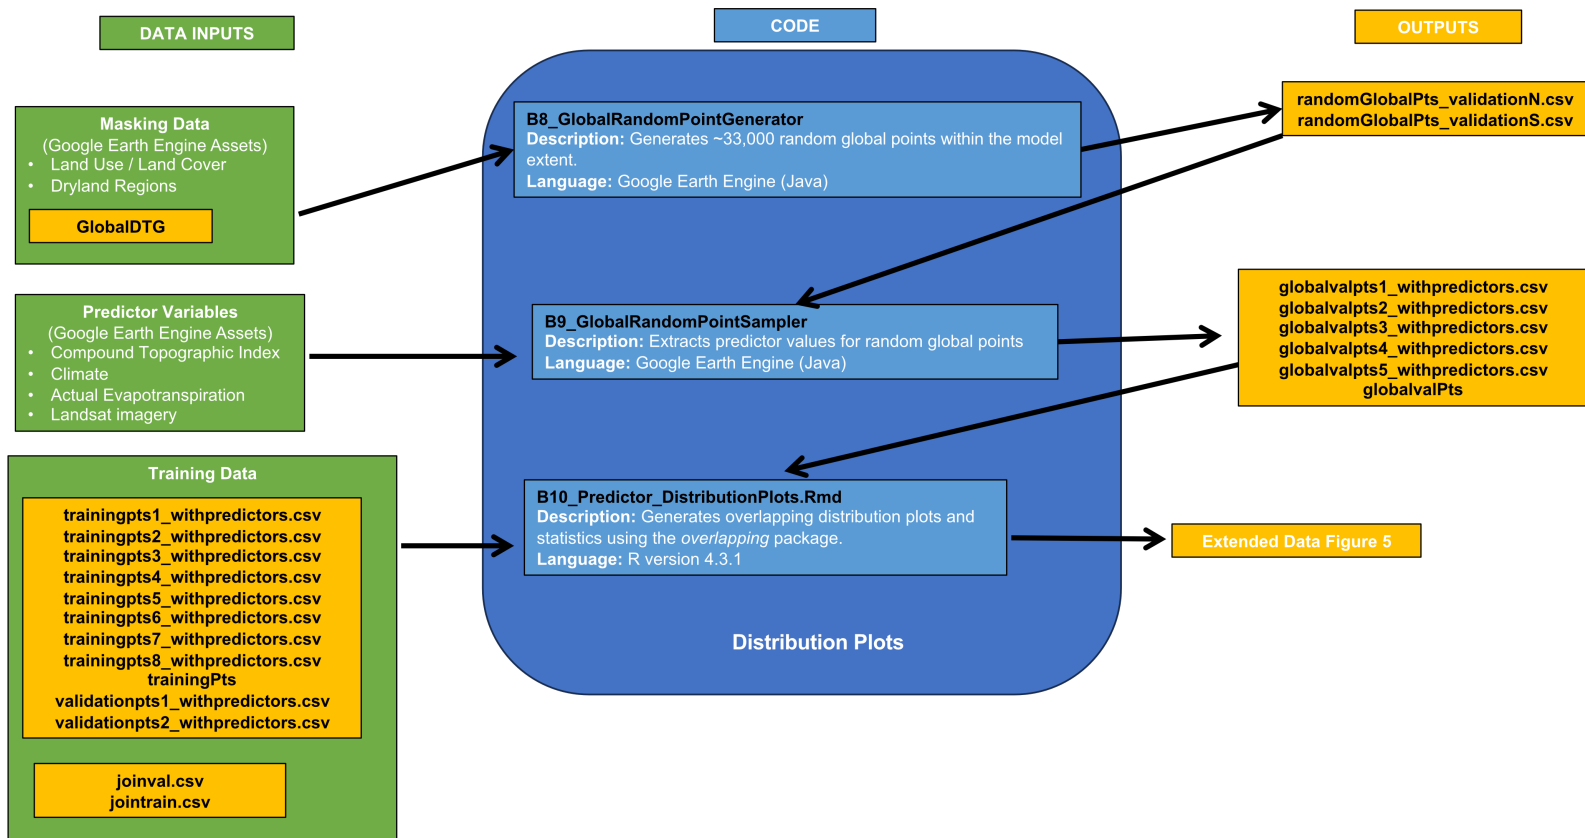 DATA INPUTS
CODE
OUTPUTS
Masking Data
(Google Earth Engine Assets)
• Land Use / Land Cover
• Dryland Regions
GlobalDTG
B8_GlobalRandomPointGenerator
Description: Generates ~33,000 random global points within the model
extent.
Language: Google Earth Engine (Java)
randomGlobalPts_validationN.csv
randomGlobalPts_validationS.csv
Predictor Variables
(Google Earth Engine Assets)
• Compound Topographic Index
• Climate
• Actual Evapotranspiration
• Landsat imagery
B9_GlobalRandomPointSampler
Description: Extracts predictor values for random global points
Language: Google Earth Engine (Java)
globalvalpts1_withpredictors.csv
globalvalpts2_withpredictors.csv
globalvalpts3_withpredictors.csv
globalvalpts4_withpredictors.csv
globalvalpts5_withpredictors.csv
globalvalPts
Training Data
trainingpts1_withpredictors.csv
trainingpts2_withpredictors.csv
trainingpts3_withpredictors.csv
trainingpts4_withpredictors.csv
trainingpts5_withpredictors.csv
trainingpts6_withpredictors.csv
trainingpts7_withpredictors.csv
trainingpts8_withpredictors.csv
trainingPts
validationpts1_withpredictors.csv
validationpts2_withpredictors.csv
joinval.csv
jointrain.csv
B10_Predictor_DistributionPlots.Rmd
Description: Generates overlapping distribution plots and
statistics using the overlapping package.
Language: R version 4.3.1
Extended Data Figure 5
Distribution Plots